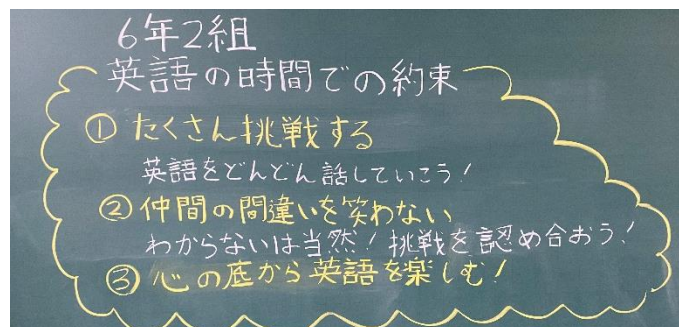 6年2組
英語の時間での約束
① たくさん挑戦する
英語をどんどん話していこう!
② 仲間の間違いを笑わない
わからないは当然!挑戦を認め合おう!
③ 心の底から英語を楽しむ!